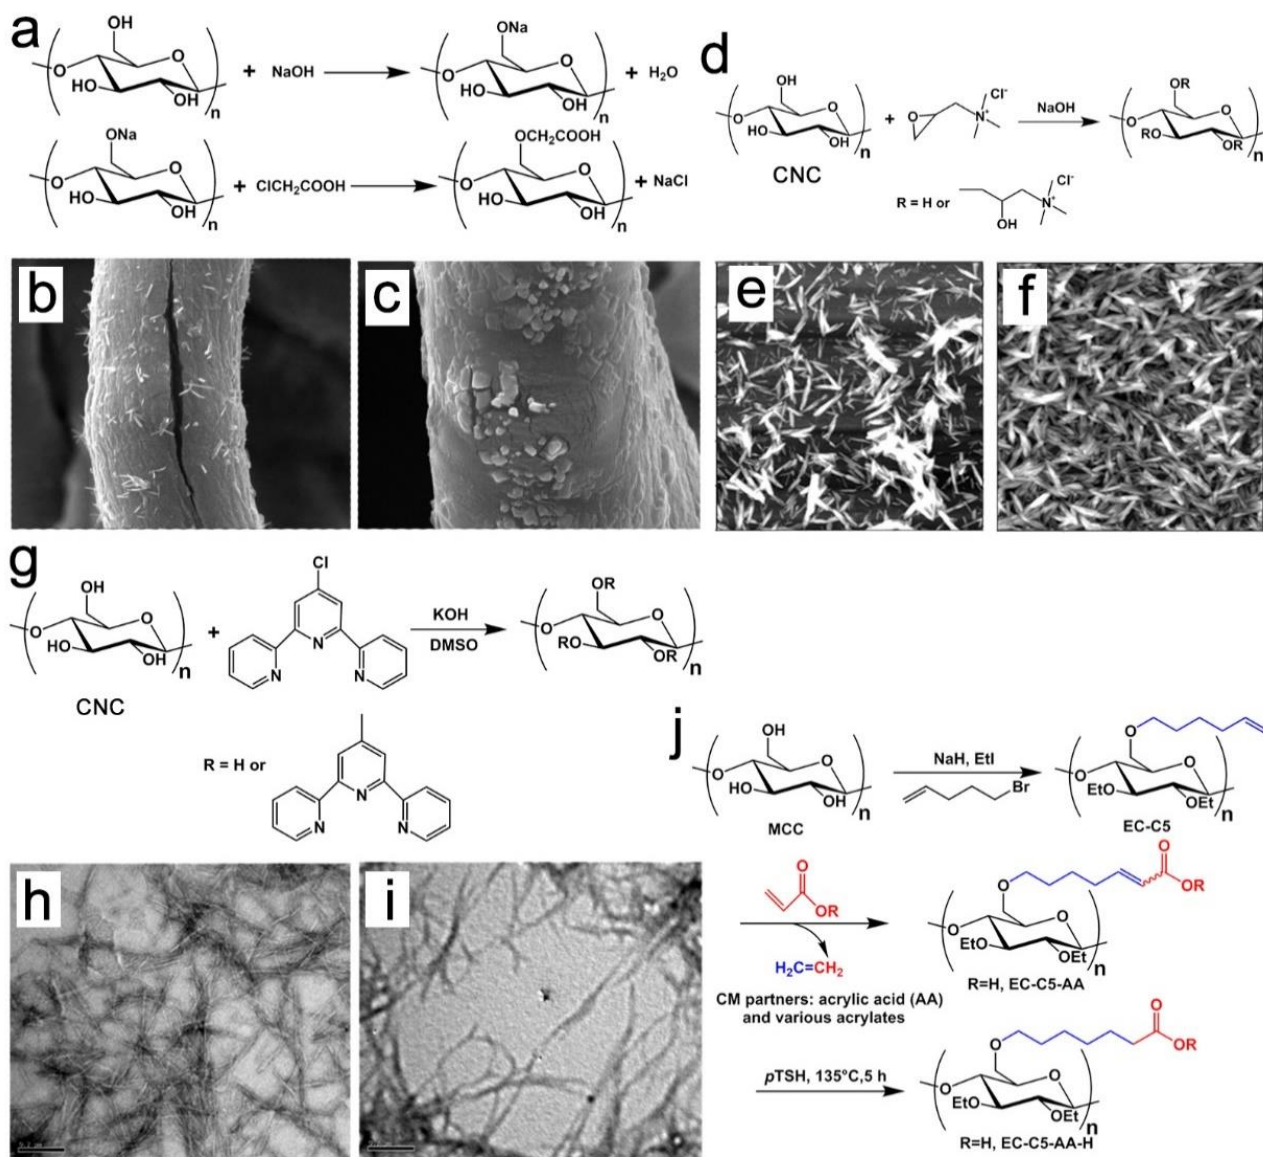 a
OH
O
O
HO
OH
n
+
NaOH
ONa
O
O
HO
OH
n
+ H₂O
ONa
O
O
HO
OH
n
+ ClCH₂COOH
OCH₂COOH
O
O
HO
OH
n
+ NaCl
d
OH
O
O
HO
OH
n
CNC
+
O
N⁺
Cl⁻
NaOH
OR
O
O
RO
OR
n
R = H or
OH
N⁺
Cl⁻
b
c
e
f
g
OH
O
O
HO
OH
n
CNC
+
Cl
N
N
N
KOH
DMSO
OR
O
O
RO
OR
n
R = H or
N
N
N
j
OH
O
O
HO
OH
n
MCC
NaH, EtI
Br
O
O
O
EtO
OEt
n
EC-C5
O
OR
H₂C=CH₂
CM partners: acrylic acid (AA)
and various acrylates
O
OR
O
O
O
EtO
OEt
n
R=H, EC-C5-AA
pTSH, 135°C,5 h
O
OR
O
O
O
EtO
OEt
n
R=H, EC-C5-AA-H
h
i